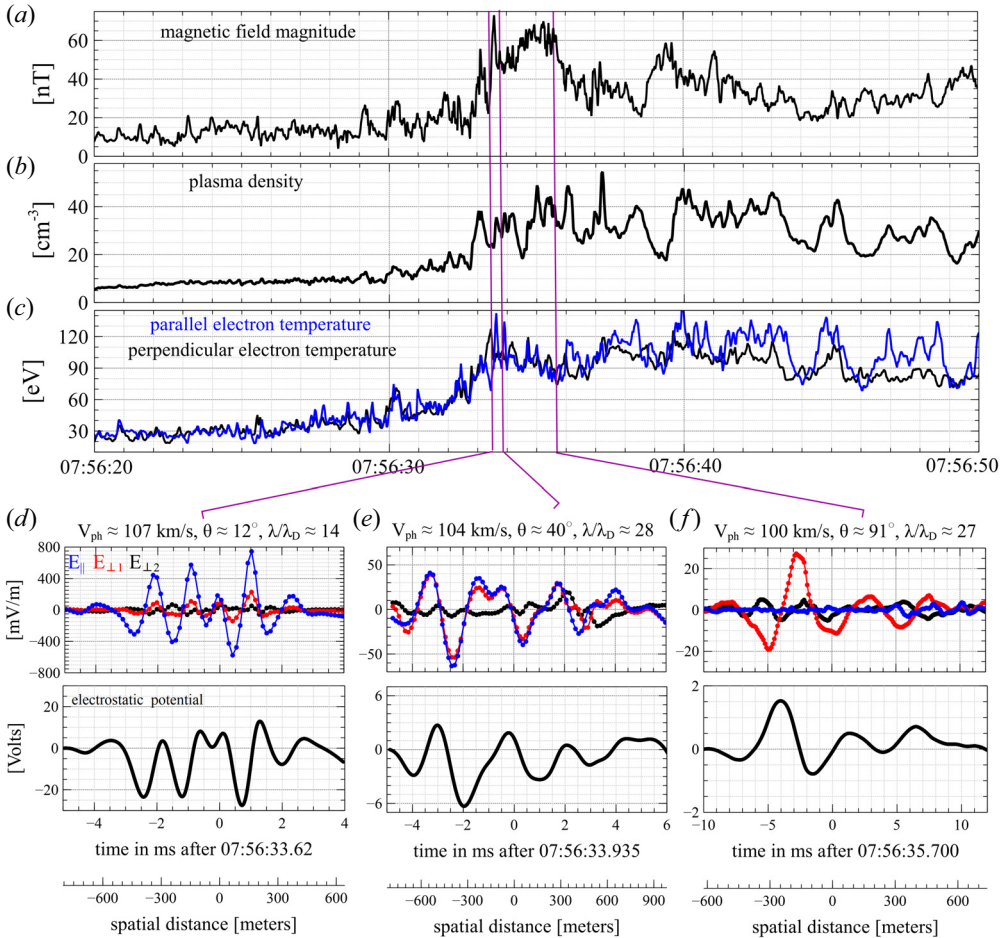 (a)
magnetic field magnitude
[nT]
60
40
20
0
(b)
plasma density
[cm-3]
40
20
0
(c)
parallel electron temperature
perpendicular electron temperature
[eV]
120
90
60
30
07:56:20 07:56:30 07:56:40 07:56:50
(d)
Vph ≈ 107 km/s, θ ≈ 12°, λ/λD ≈ 14
E|| E⊥1 E⊥2
[mV/m]
800
400
0
−400
−800
electrostatic potential
[Volts]
20
0
−20
−4 −2 0 2 4
time in ms after 07:56:33.62
−600 −300 0 300 600
spatial distance [meters]
(e)
Vph ≈ 104 km/s, θ ≈ 40°, λ/λD ≈ 28
50
0
−50
6
3
0
−3
−6
−4 −2 0 2 4 6
time in ms after 07:56:33.935
−600 −300 0 300 600 900
spatial distance [meters]
(f)
Vph ≈ 100 km/s, θ ≈ 91°, λ/λD ≈ 27
20
0
−20
2
1
0
−1
−2
−10 −5 0 5 10
time in ms after 07:56:35.700
−600 −300 0 300 600
spatial distance [meters]